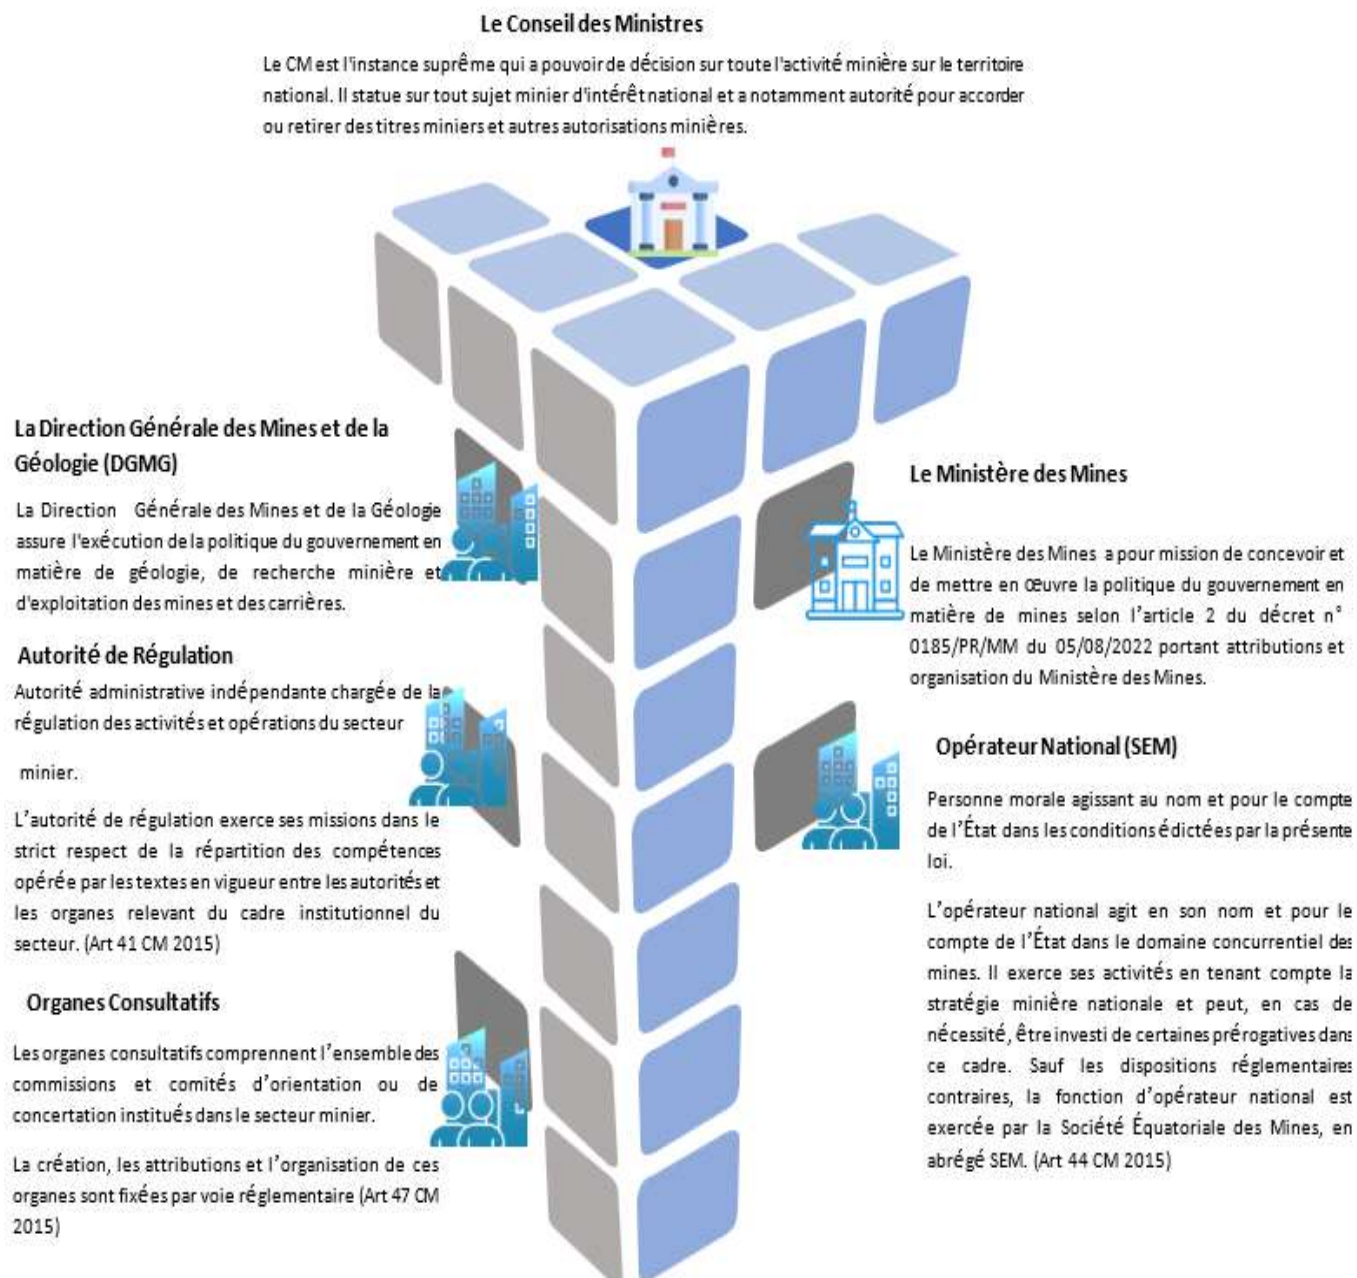 Le Conseil des Ministres
Le CM est l'instance suprême qui a pouvoir de décision sur toute l'activité minière sur le territoire
national. Il statue sur tout sujet minier d'intérêt national et a notamment autorité pour accorder
ou retirer des titres miniers et autres autorisations minières.
La Direction Générale des Mines et de la
Géologie (DGMG)
La Direction Générale des Mines et de la Géologie
assure l'exécution de la politique du gouvernement en
matière de géologie, de recherche minière et
d'exploitation des mines et des carrières.
Autorité de Régulation
Autorité administrative indépendante chargée de la
régulation des activités et opérations du secteur
minier.
L'autorité de régulation exerce ses missions dans le
strict respect de la répartition des compétences
opérée par les textes en vigueur entre les autorités et
les organes relevant du cadre institutionnel du
secteur. (Art 41 CM 2015)
Organes Consultatifs
Les organes consultatifs comprennent l'ensemble des
commissions et comités d'orientation ou de
concertation institués dans le secteur minier.
La création, les attributions et l'organisation de ces
organes sont fixées par voie réglementaire (Art 47 CM
2015)
Le Ministère des Mines
Le Ministère des Mines a pour mission de concevoir et
de mettre en œuvre la politique du gouvernement en
matière de mines selon l'article 2 du décret n°
0185/PR/MM du 05/08/2022 portant attributions et
organisation du Ministère des Mines.
Opérateur National (SEM)
Personne morale agissant au nom et pour le compte
de l'État dans les conditions édictées par la présente
loi.
L'opérateur national agit en son nom et pour le
compte de l'État dans le domaine concurrentiel des
mines. Il exerce ses activités en tenant compte la
stratégie minière nationale et peut, en cas de
nécessité, être investi de certaines prérogatives dans
ce cadre. Sauf les dispositions réglementaires
contraires, la fonction d'opérateur national est
exercée par la Société Équatoriale des Mines, en
abrégé SEM. (Art 44 CM 2015)